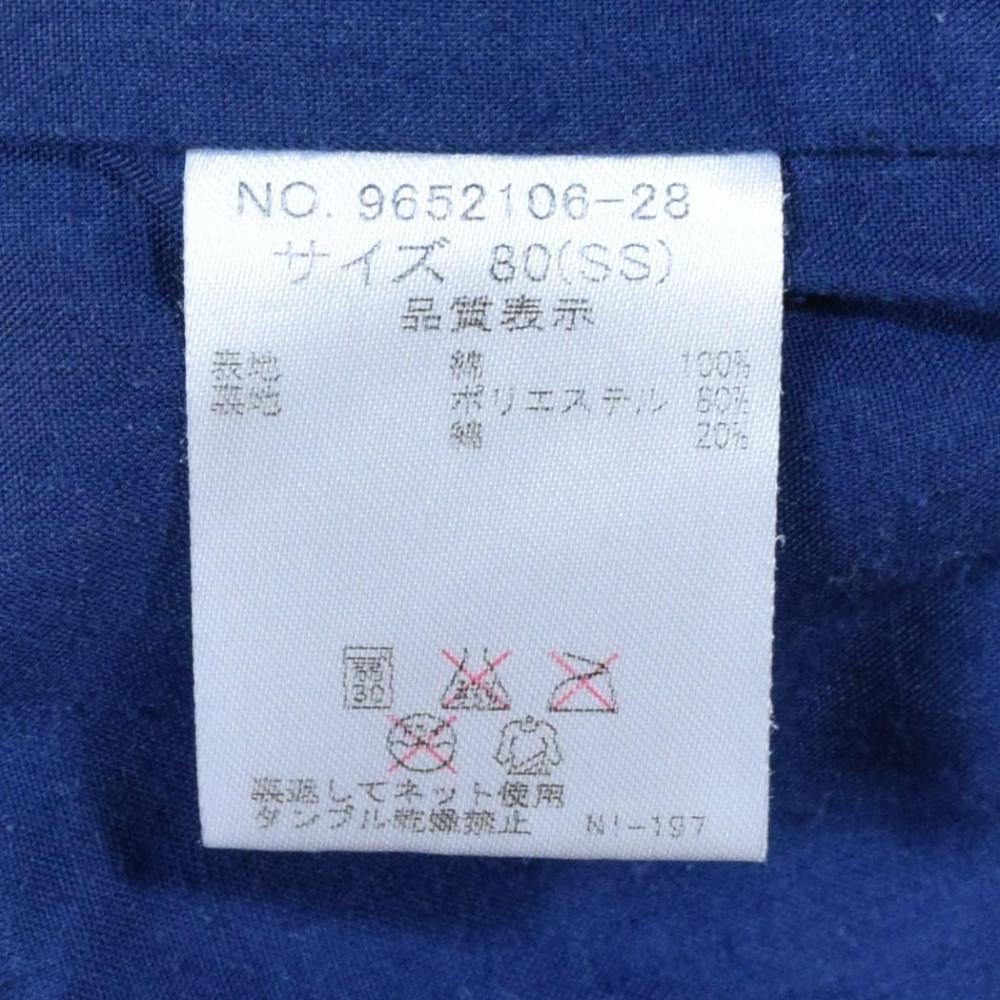 NO. 9652106-28
サイズ 80(SS)
品質表示
表地 綿 100%
裏地 ポリエステル 80%
綿 20%
弱 30
裏返してネット使用
タンブル乾燥禁止